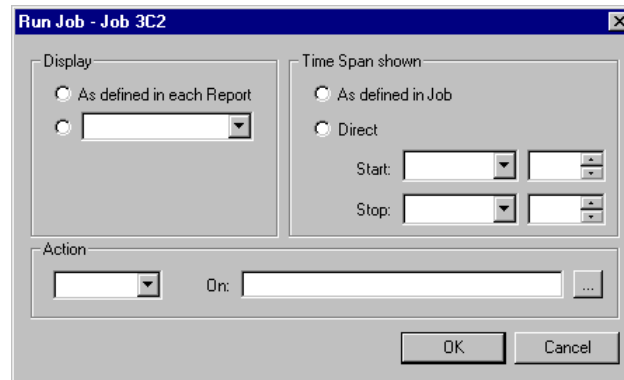 Run Job - Job 3C2
Display
As defined in each Report
Time Span shown
As defined in Job
Direct
Start:
Stop:
Action
On:
...
OK
Cancel